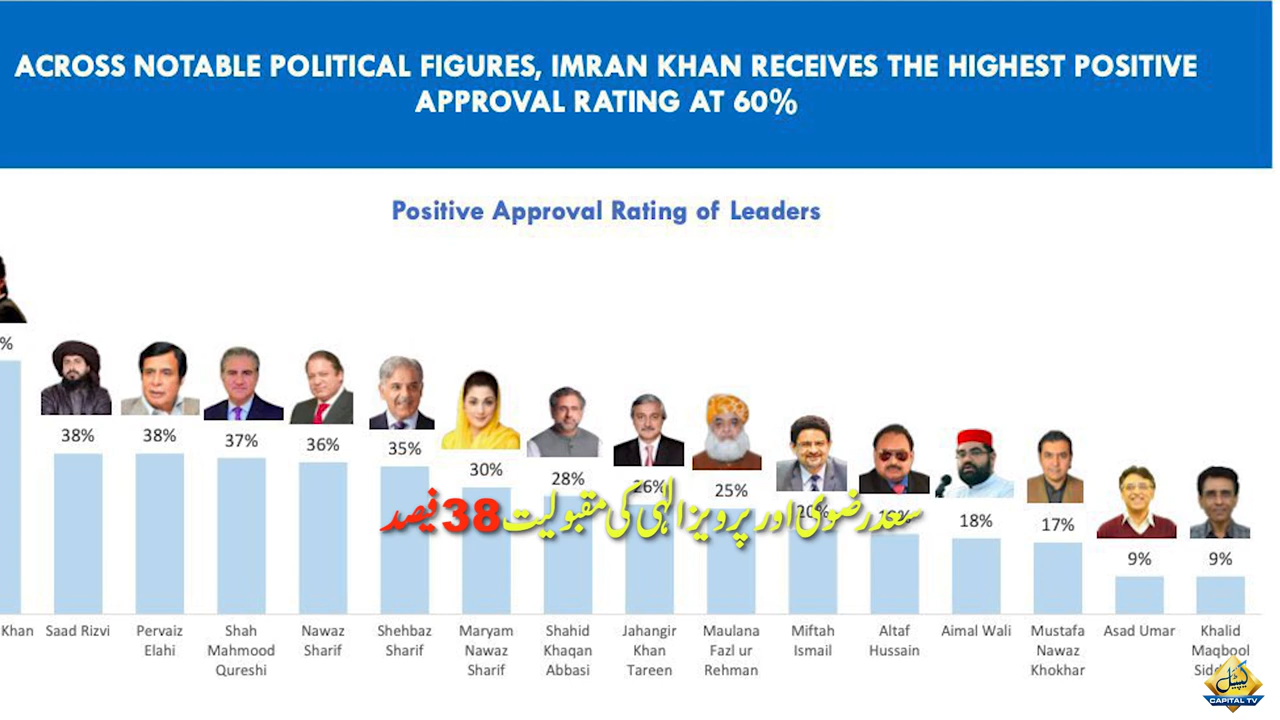 ACROSS NOTABLE POLITICAL FIGURES, IMRAN KHAN RECEIVES THE HIGHEST POSITIVE
APPROVAL RATING AT 60%
Positive Approval Rating of Leaders
%
38%
38%
37%
36%
35%
30%
28%
26%
25%
20%
18%
17%
9%
9%
سعد رضوی اور پرویز الٰہی کی مقبولیت 38 فیصد
Khan
Saad Rizvi
Pervaiz
Elahi
Shah
Mahmood
Qureshi
Nawaz
Sharif
Shehbaz
Sharif
Maryam
Nawaz
Sharif
Shahid
Khaqan
Abbasi
Jahangir
Khan
Tareen
Maulana
Fazl ur
Rehman
Miftah
Ismail
Altaf
Hussain
Aimal Wali
Mustafa
Nawaz
Khokhar
Asad Umar
Khalid
Maqbool
کیپیٹل
CAPITAL TV